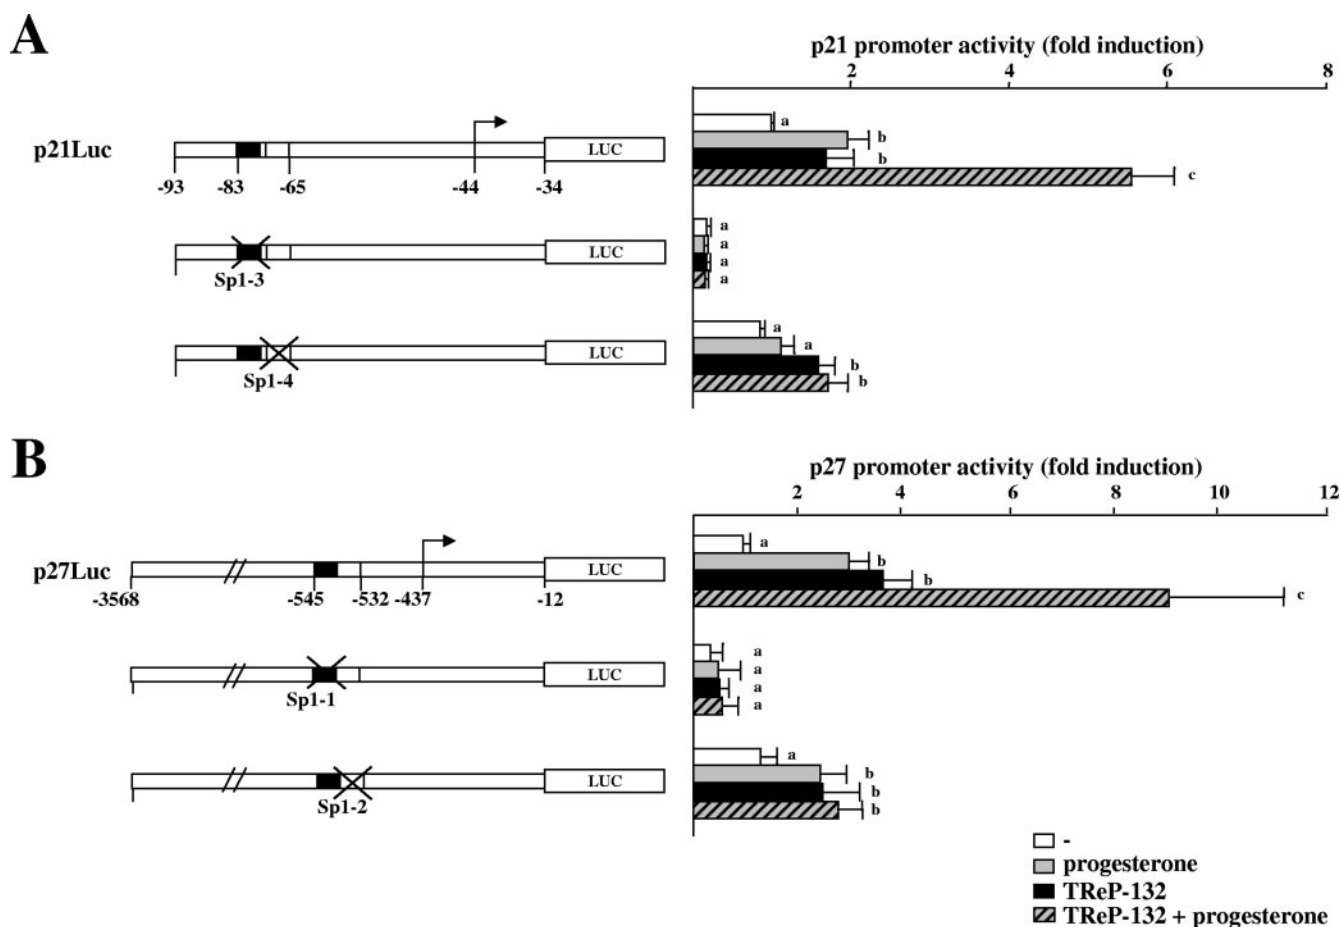 A
p21 promoter activity (fold induction)
2 4 6 8
p21Luc
LUC
-93 -83 -65 -44 -34
a
b
b
c
LUC
Sp1-3
a
a
a
a
LUC
Sp1-4
a
a
b
b
B
p27 promoter activity (fold induction)
2 4 6 8 10 12
p27Luc
LUC
-3568 -545 -532 -437 -12
a
b
b
c
LUC
Sp1-1
a
a
a
a
LUC
Sp1-2
a
b
b
b
-
progesterone
TReP-132
TReP-132 + progesterone